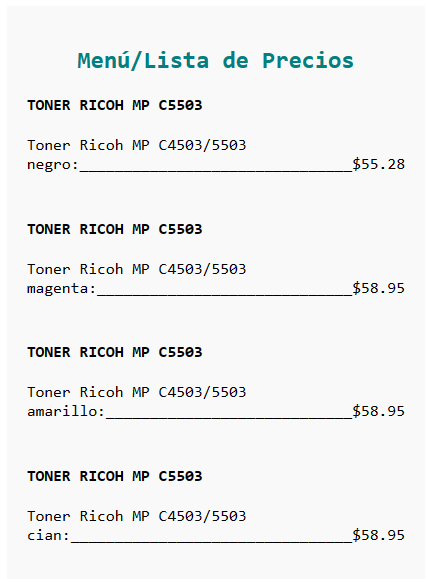 Menú/Lista de Precios
TONER RICOH MP C5503
Toner Ricoh MP C4503/5503
negro:_______________________________$55.28
TONER RICOH MP C5503
Toner Ricoh MP C4503/5503
magenta:_____________________________$58.95
TONER RICOH MP C5503
Toner Ricoh MP C4503/5503
amarillo:____________________________$58.95
TONER RICOH MP C5503
Toner Ricoh MP C4503/5503
cian:________________________________$58.95